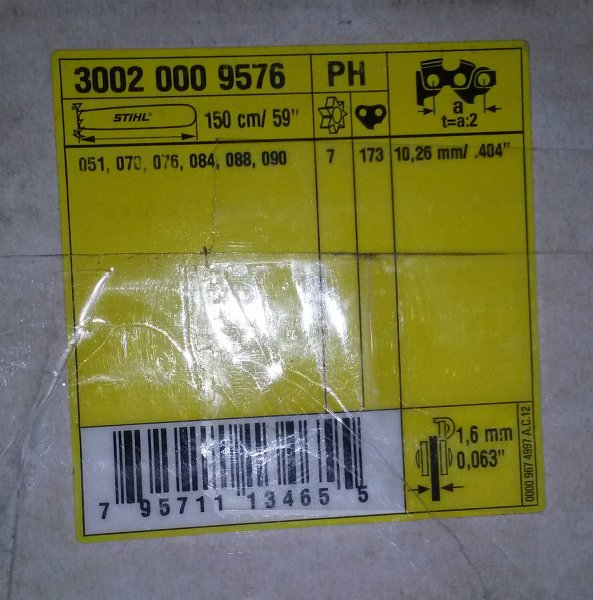 3002 000 9576 PH
STIHL® 150 cm/ 59"
a
t=a:2
051, 070, 076, 084, 088, 090 7 173 10,26 mm/ .404"
1,6 mm
0,063"
0000 967 4997 A.C.12
7 95711 13465 5